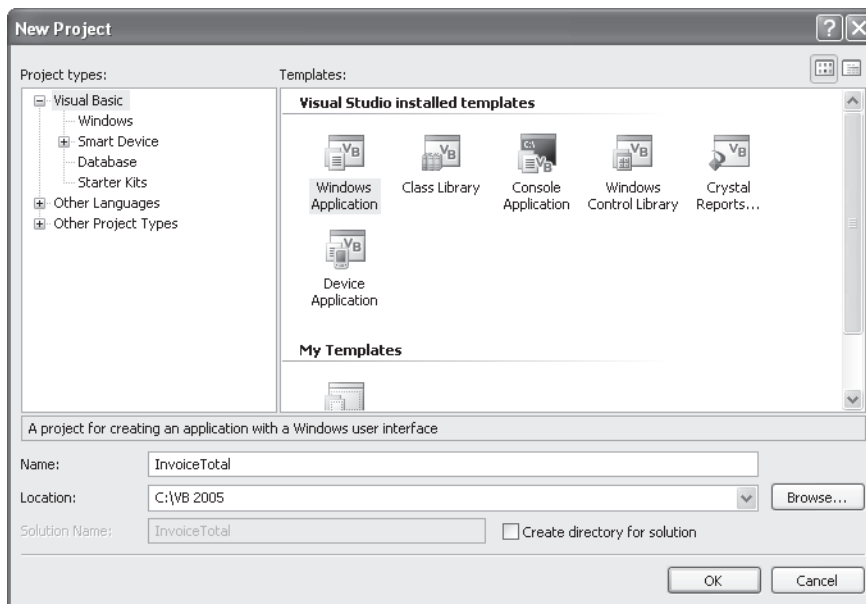 New Project
Project types:
Templates:
Visual Basic
Windows
Smart Device
Database
Starter Kits
Other Languages
Other Project Types
Visual Studio installed templates
Windows Application
Class Library
Console Application
Windows Control Library
Crystal Reports...
Device Application
My Templates
A project for creating an application with a Windows user interface
Name:
InvoiceTotal
Location:
C:\VB 2005
Browse...
Solution Name:
InvoiceTotal
Create directory for solution
OK
Cancel